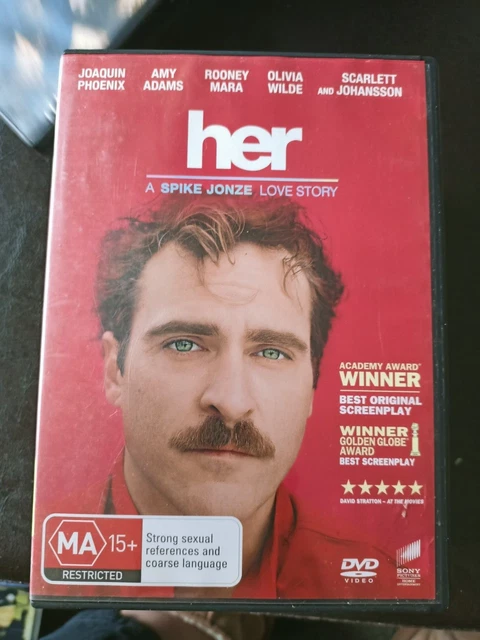 JOAQUIN PHOENIX
AMY ADAMS
ROONEY MARA
OLIVIA WILDE
AND SCARLETT JOHANSSON
her
A SPIKE JONZE LOVE STORY
ACADEMY AWARD®
WINNER
BEST ORIGINAL
SCREENPLAY
WINNER
GOLDEN GLOBE®
AWARD
BEST SCREENPLAY
DAVID STRATTON – AT THE MOVIES
MA 15+
RESTRICTED
Strong sexual
references and
coarse language
DVD
VIDEO
SONY
PICTURES